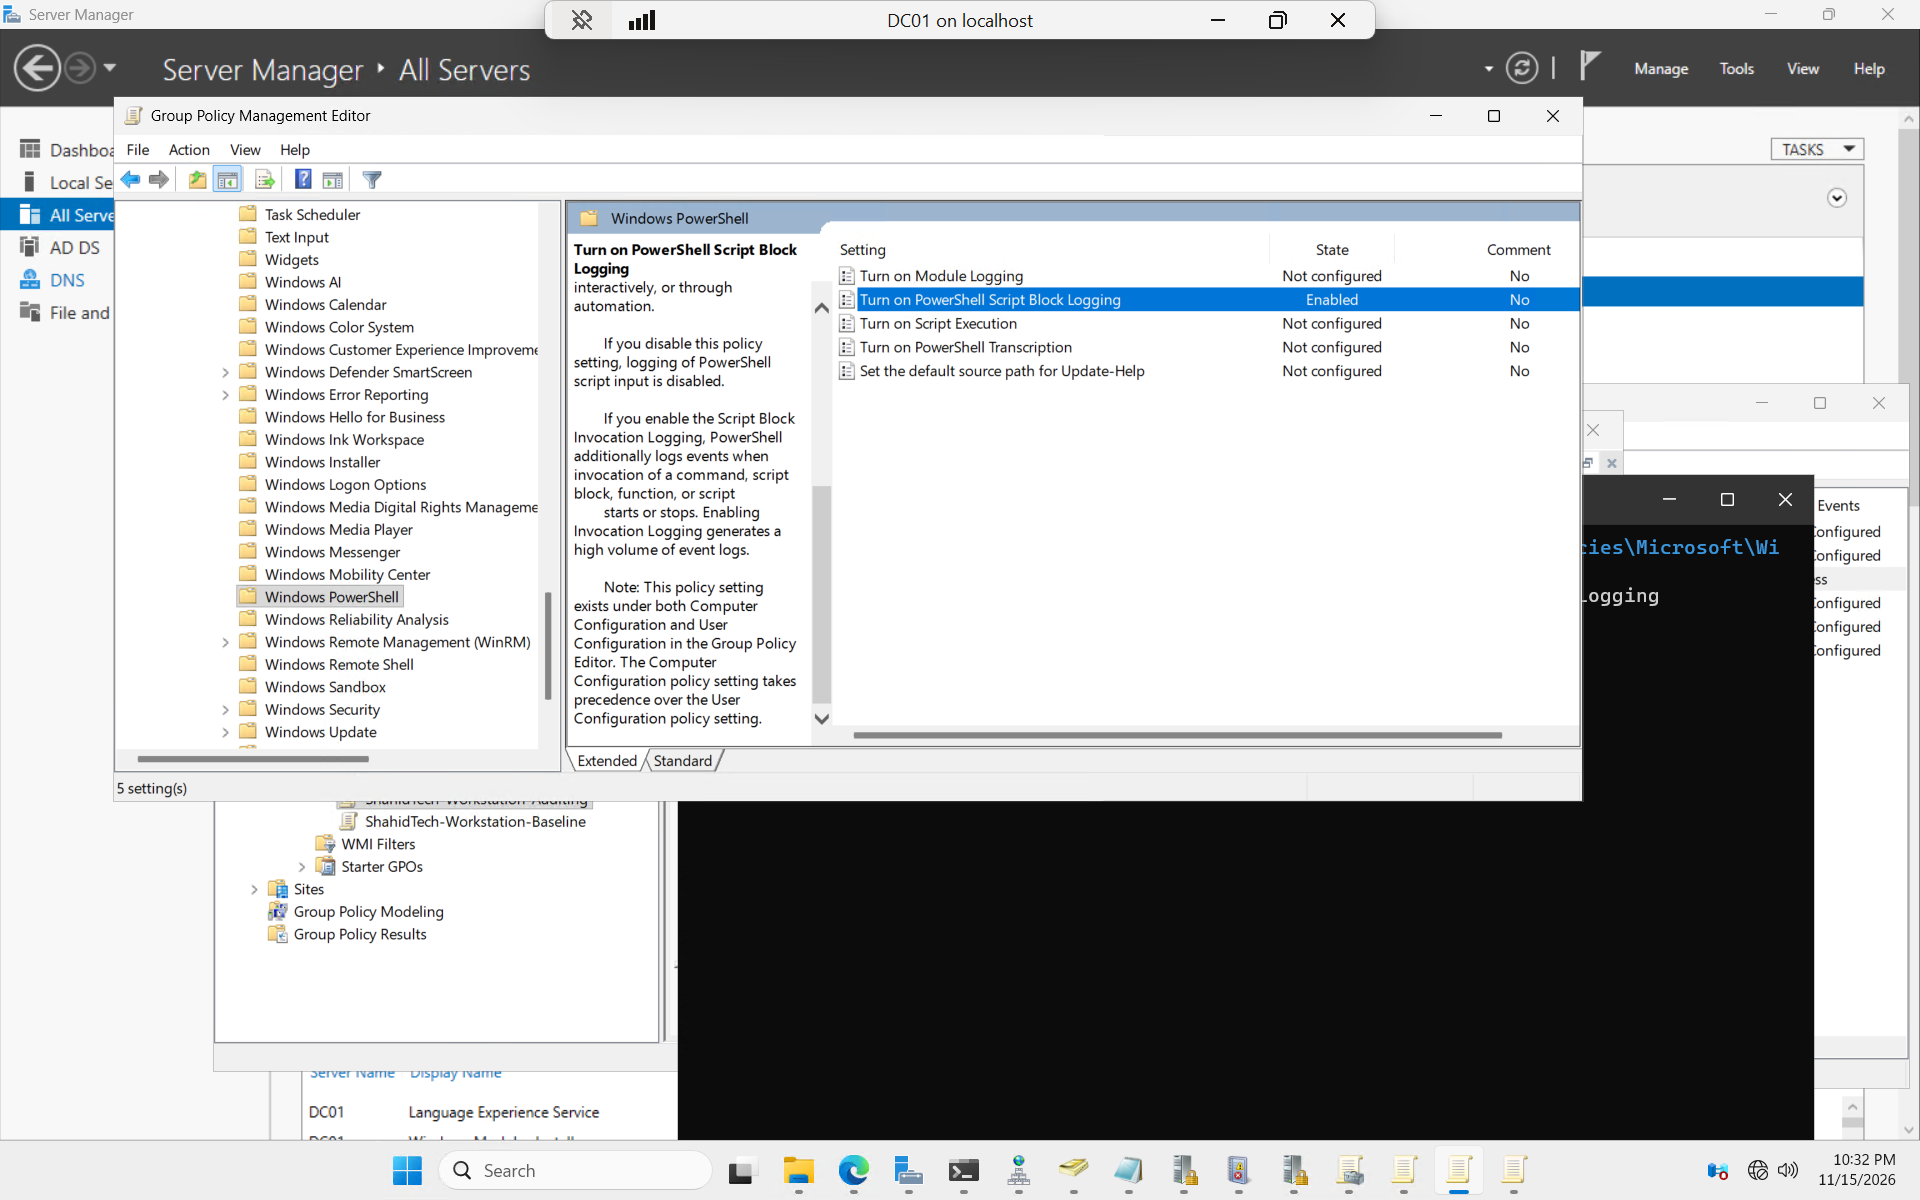 Server Manager
DC01 on localhost
Server Manager
All Servers
Manage
Tools
View
Help
Group Policy Management Editor
File
Action
View
Help
TASKS
Local Se
All Serve
AD DS
DNS
File and
Task Scheduler
Text Input
Widgets
Windows AI
Windows Calendar
Windows Color System
Windows Customer Experience Improveme
Windows Defender SmartScreen
Windows Error Reporting
Windows Hello for Business
Windows Ink Workspace
Windows Installer
Windows Logon Options
Windows Media Digital Rights Manageme
Windows Media Player
Windows Messenger
Windows Mobility Center
Windows PowerShell
Windows Reliability Analysis
Windows Remote Management (WinRM)
Windows Remote Shell
Windows Sandbox
Windows Security
Windows Update
Windows PowerShell
Turn on PowerShell Script Block
Logging
interactively, or through
automation.
If you disable this policy
setting, logging of PowerShell
script input is disabled.
If you enable the Script Block
Invocation Logging, PowerShell
additionally logs events when
invocation of a command, script
block, function, or script
starts or stops. Enabling
Invocation Logging generates a
high volume of event logs.
Note: This policy setting
exists under both Computer
Configuration and User
Configuration in the Group Policy
Editor. The Computer
Configuration policy setting takes
precedence over the User
Configuration policy setting.
Setting State Comment
Turn on Module Logging Not configured No
Turn on PowerShell Script Block Logging Enabled No
Turn on Script Execution Not configured No
Turn on PowerShell Transcription Not configured No
Set the default source path for Update-Help Not configured No
Extended
Standard
5 setting(s)
Events
Configured
Configured
ss
Configured
Configured
Configured
ries\Microsoft\Wi
Logging
ShahidTech-Workstation-Auditing
ShahidTech-Workstation-Baseline
WMI Filters
Starter GPOs
Sites
Group Policy Modeling
Group Policy Results
Server Name Display Name
DC01 Language Experience Service
DC01
Search
10:32 PM
11/15/2026